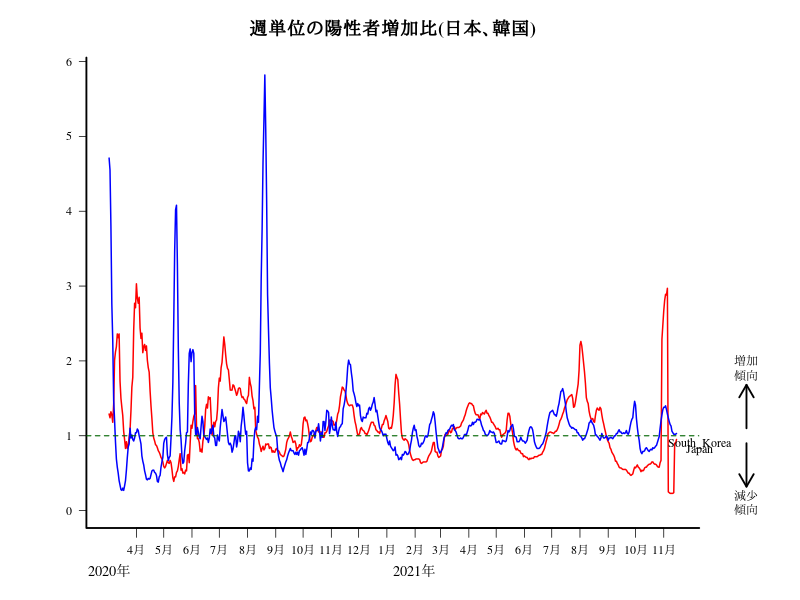 週単位の陽性者増加比(日本、韓国)
6
5
4
3
2
1
0
増加
傾向
South_Korea
Japan
減少
傾向
4月 5月 6月 7月 8月 9月 10月 11月 12月 1月 2月 3月 4月 5月 6月 7月 8月 9月 10月 11月
2020年 2021年